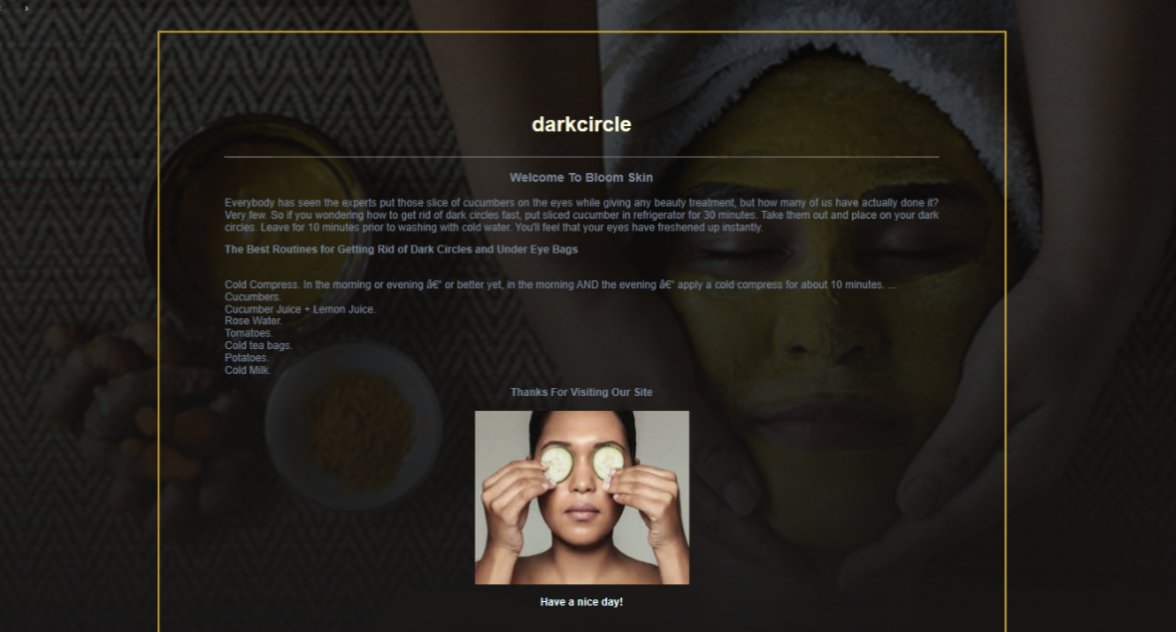 darkcircle
Welcome To Bloom Skin
Everybody has seen the experts put those slice of cucumbers on the eyes while giving any beauty treatment, but how many of us have actually done it?
Very few. So if you wondering how to get rid of dark circles fast, put sliced cucumber in refrigerator for 30 minutes. Take them out and place on your dark
circles. Leave for 10 minutes prior to washing with cold water. You'll feel that your eyes have freshened up instantly.
The Best Routines for Getting Rid of Dark Circles and Under Eye Bags
Cold Compress. In the morning or evening â€“ or better yet, in the morning AND the evening â€“ apply a cold compress for about 10 minutes. ...
Cucumbers.
Cucumber Juice + Lemon Juice.
Rose Water.
Tomatoes.
Cold tea bags.
Potatoes.
Cold Milk.
Thanks For Visiting Our Site
Have a nice day!